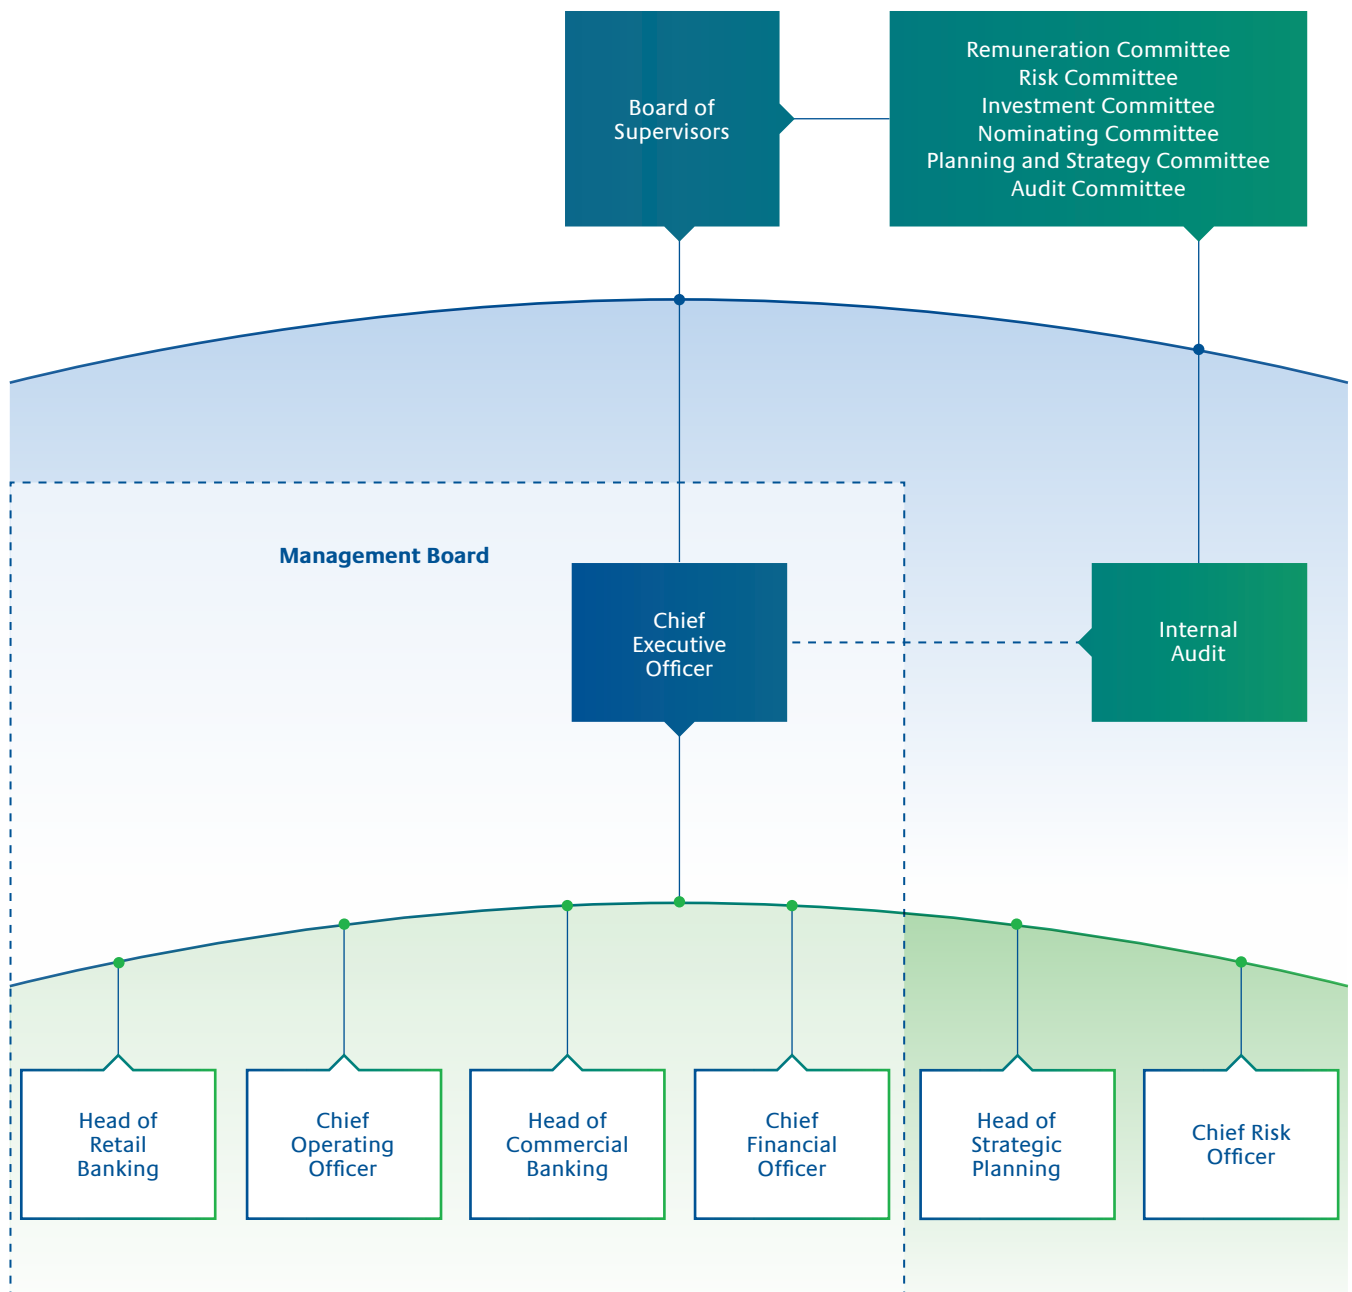 Board of
Supervisors
Remuneration Committee
Risk Committee
Investment Committee
Nominating Committee
Planning and Strategy Committee
Audit Committee
Management Board
Chief
Executive
Officer
Internal
Audit
Head of
Retail
Banking
Chief
Operating
Officer
Head of
Commercial
Banking
Chief
Financial
Officer
Head of
Strategic
Planning
Chief Risk
Officer